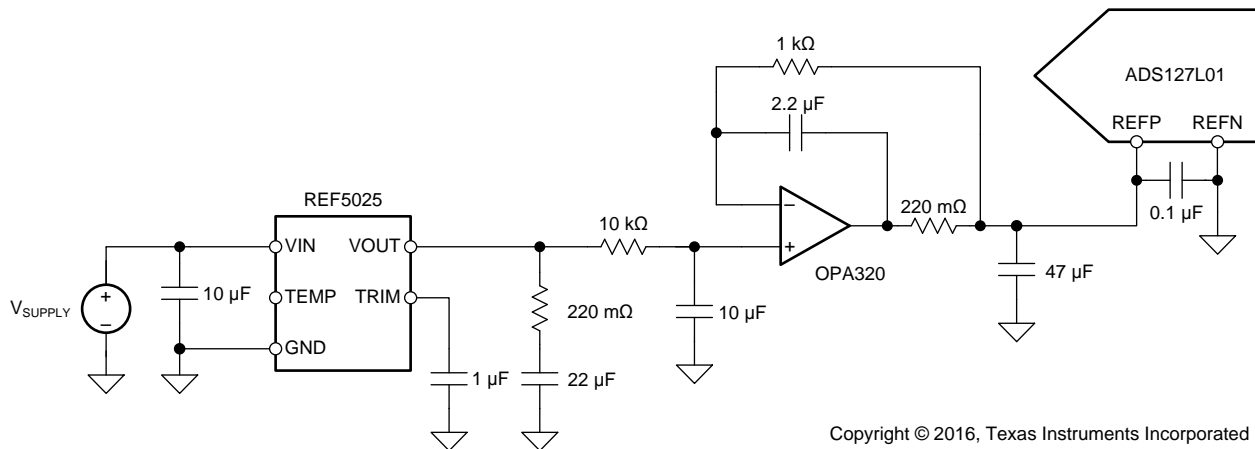 1 kΩ
ADS127L01
2.2 µF
REFP
REFN
REF5025
0.1 µF
VIN
VOUT
10 kΩ
−
+
220 mΩ
OPA320
+
−
VSUPPLY
10 µF
TEMP
TRIM
220 mΩ
10 µF
47 µF
GND
1 µF
22 µF
Copyright © 2016, Texas Instruments Incorporated